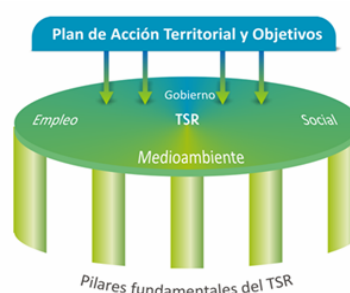 Plan de Acción Territorial y Objetivos
Gobierno
Empleo TSR Social
Medioambiente
Pilares fundamentales del TSR